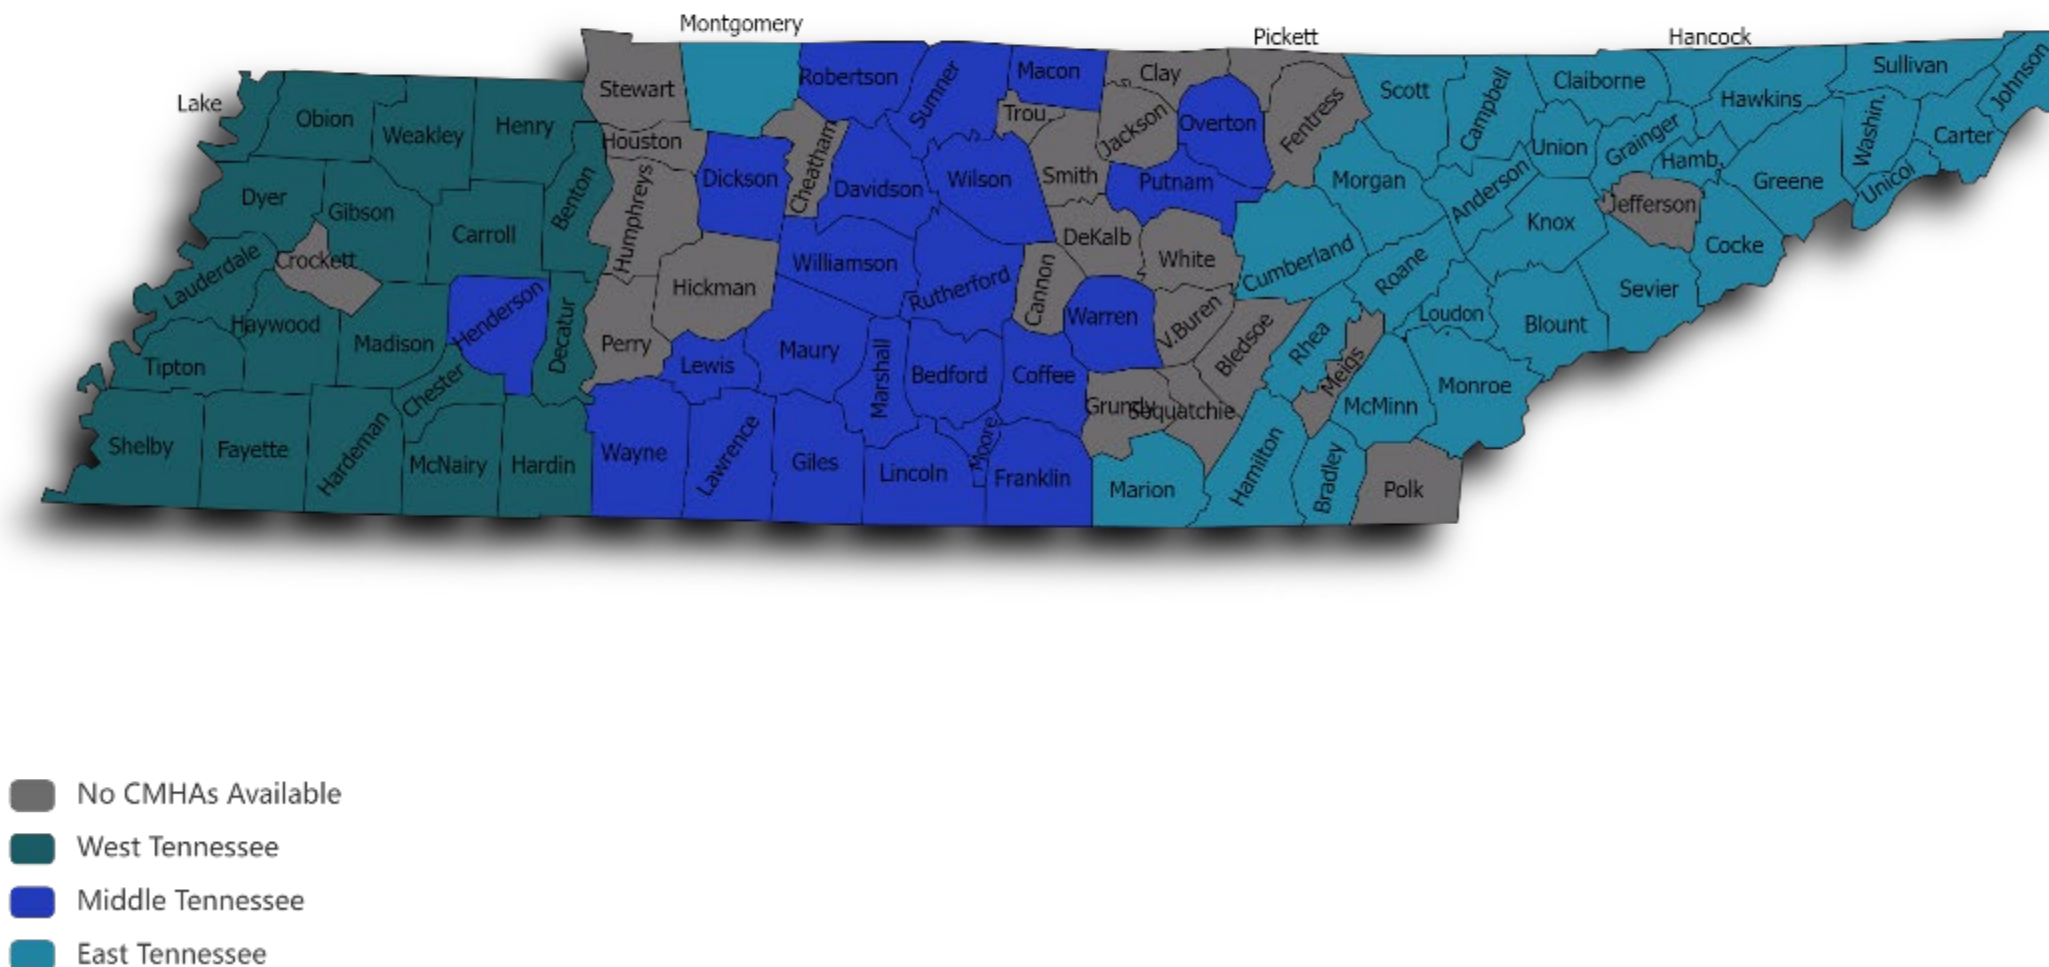 Montgomery
Pickett
Hancock
Lake
Obion
Weakley
Henry
Stewart
Houston
Robertson
Sumner
Macon
Trou.
Clay
Jackson
Overton
Fentress
Scott
Campbell
Claiborne
Union
Grainger
Hamb.
Hawkins
Sullivan
Washin.
Carter
Johnson
Unicoi
Greene
Dyer
Gibson
Crockett
Carroll
Benton
Humphreys
Dickson
Cheatham
Davidson
Wilson
Smith
Putnam
DeKalb
White
Cumberland
Morgan
Anderson
Knox
Jefferson
Cocke
Sevier
Lauderdale
Haywood
Tipton
Madison
Henderson
Chester
Decatur
Perry
Hickman
Williamson
Rutherford
Cannon
Warren
V.Buren
Bledsoe
Rhea
Meigs
Roane
Loudon
Blount
Monroe
McMinn
Lewis
Maury
Marshall
Bedford
Coffee
Grundy
Sequatchie
Shelby
Fayette
Hardeman
McNairy
Hardin
Wayne
Lawrence
Giles
Lincoln
Moore
Franklin
Marion
Hamilton
Bradley
Polk
No CMHAs Available
West Tennessee
Middle Tennessee
East Tennessee